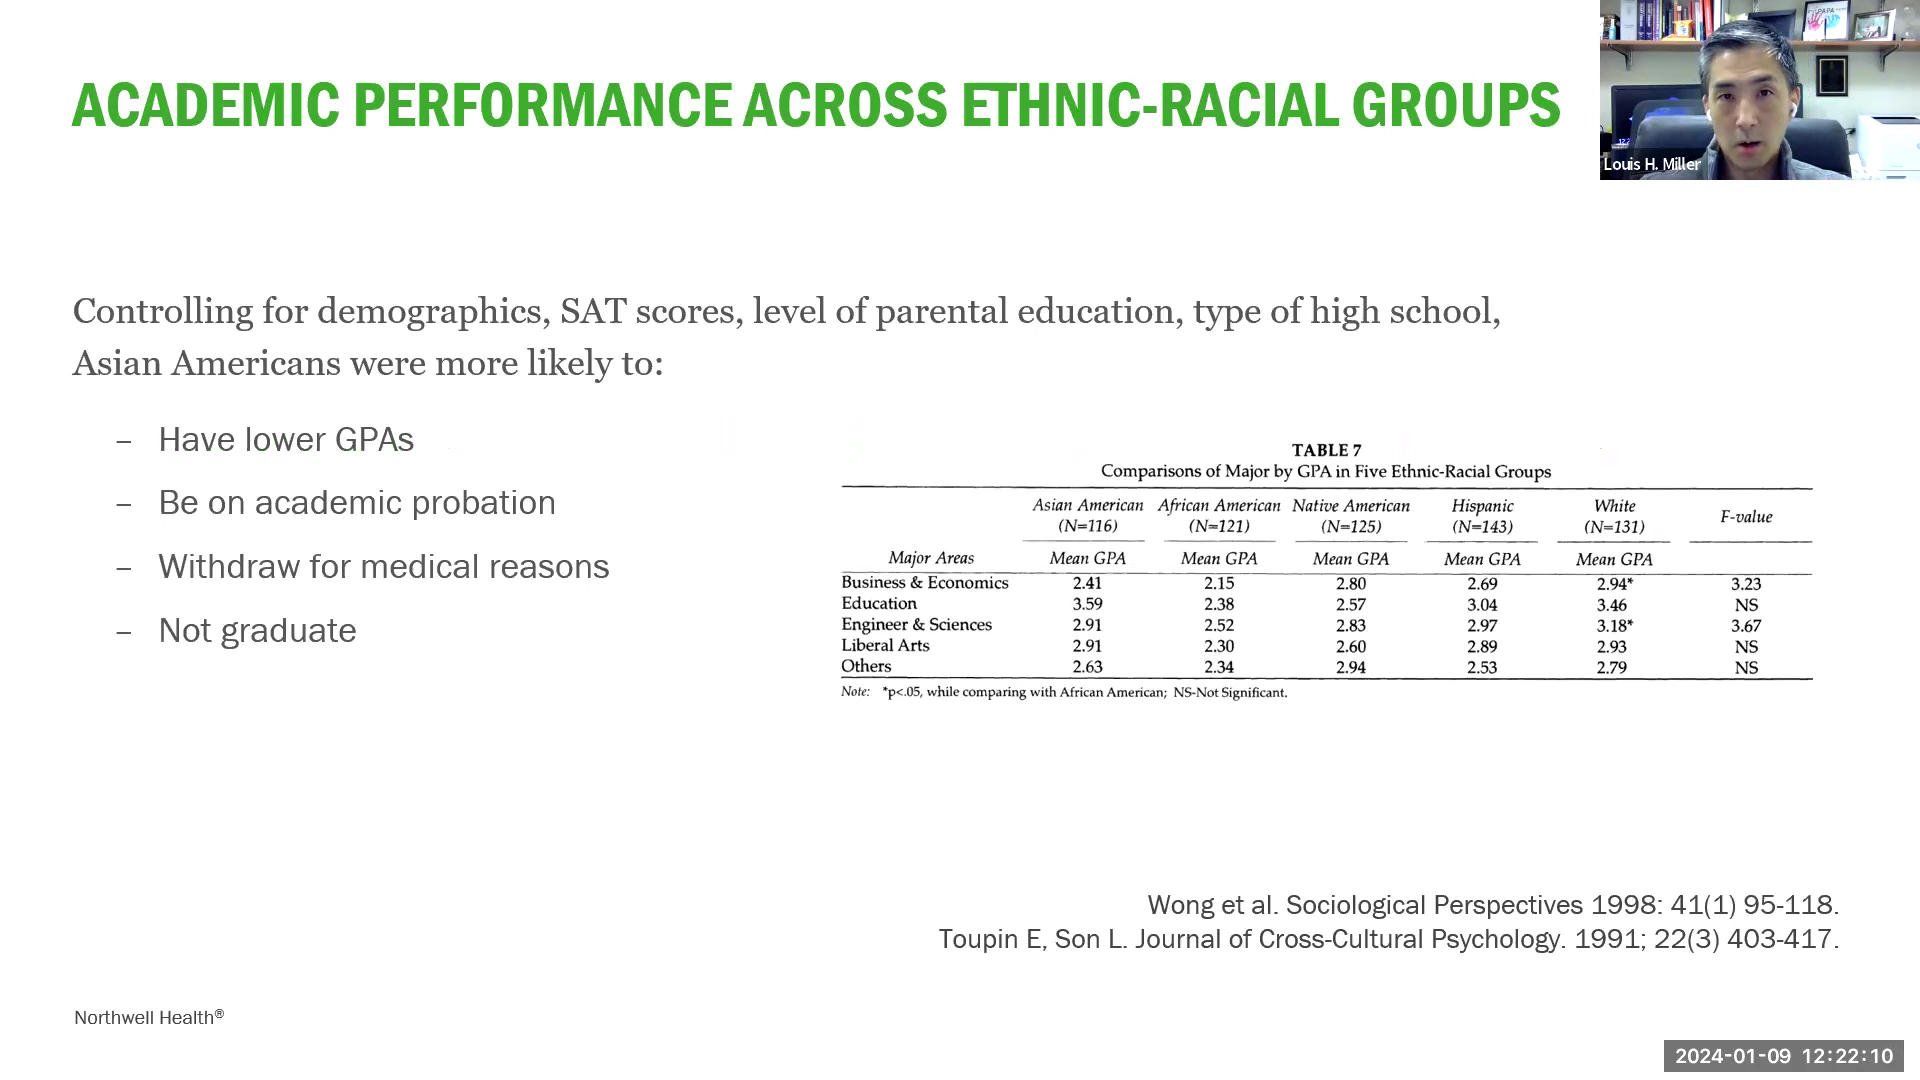 ACADEMIC PERFORMANCE ACROSS ETHNIC-RACIAL GROUPS
Louis H. Miller
Controlling for demographics, SAT scores, level of parental education, type of high school,
Asian Americans were more likely to:
– Have lower GPAs
– Be on academic probation
– Withdraw for medical reasons
– Not graduate
TABLE 7
Comparisons of Major by GPA in Five Ethnic-Racial Groups
Asian American African American Native American Hispanic White F-value
(N=116) (N=121) (N=125) (N=143) (N=131)
Major Areas Mean GPA Mean GPA Mean GPA Mean GPA Mean GPA
Business & Economics 2.41 2.15 2.80 2.69 2.94* 3.23
Education 3.59 2.38 2.57 3.04 3.46 NS
Engineer & Sciences 2.91 2.52 2.83 2.97 3.18* 3.67
Liberal Arts 2.91 2.30 2.60 2.89 2.93 NS
Others 2.63 2.34 2.94 2.53 2.79 NS
Note: *p<.05, while comparing with African American; NS-Not Significant.
Wong et al. Sociological Perspectives 1998: 41(1) 95-118.
Toupin E, Son L. Journal of Cross-Cultural Psychology. 1991; 22(3) 403-417.
Northwell Health®
2024-01-09 12:22:10